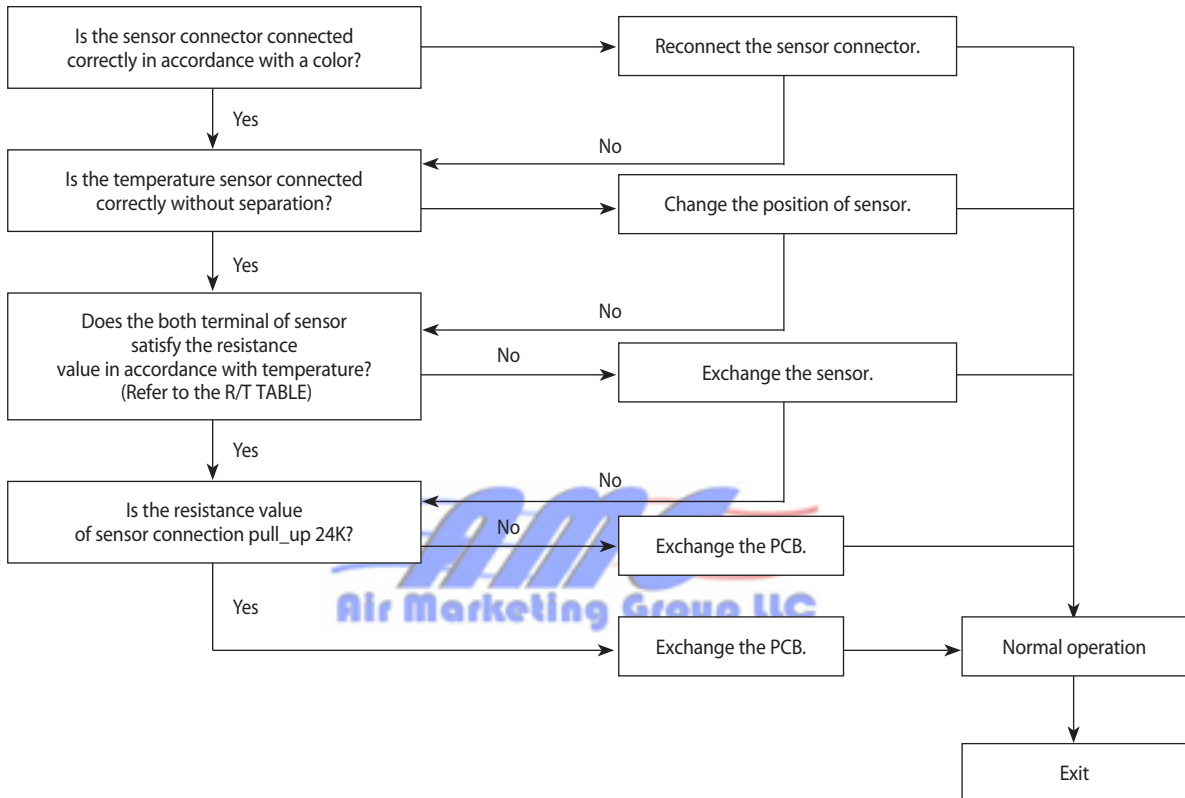 Is the sensor connector connected
correctly in accordance with a color?
Reconnect the sensor connector.
Yes
No
Is the temperature sensor connected
correctly without separation?
Change the position of sensor.
Yes
No
Does the both terminal of sensor
satisfy the resistance
value in accordance with temperature?
(Refer to the R/T TABLE)
No
Exchange the sensor.
Yes
No
Is the resistance value
of sensor connection pull_up 24K?
No
Exchange the PCB.
AMG
Air Marketing Group LLC
Yes
Exchange the PCB.
Normal operation
Exit